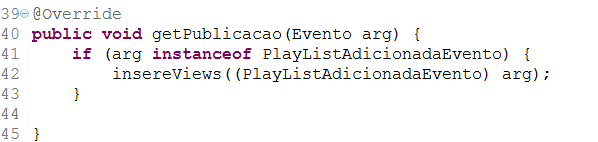 39 @Override
40 public void getPublicacao(Evento arg) {
41     if (arg instanceof PlayListAdicionadaEvento) {
42         insereViews((PlayListAdicionadaEvento) arg);
43     }
44
45 }